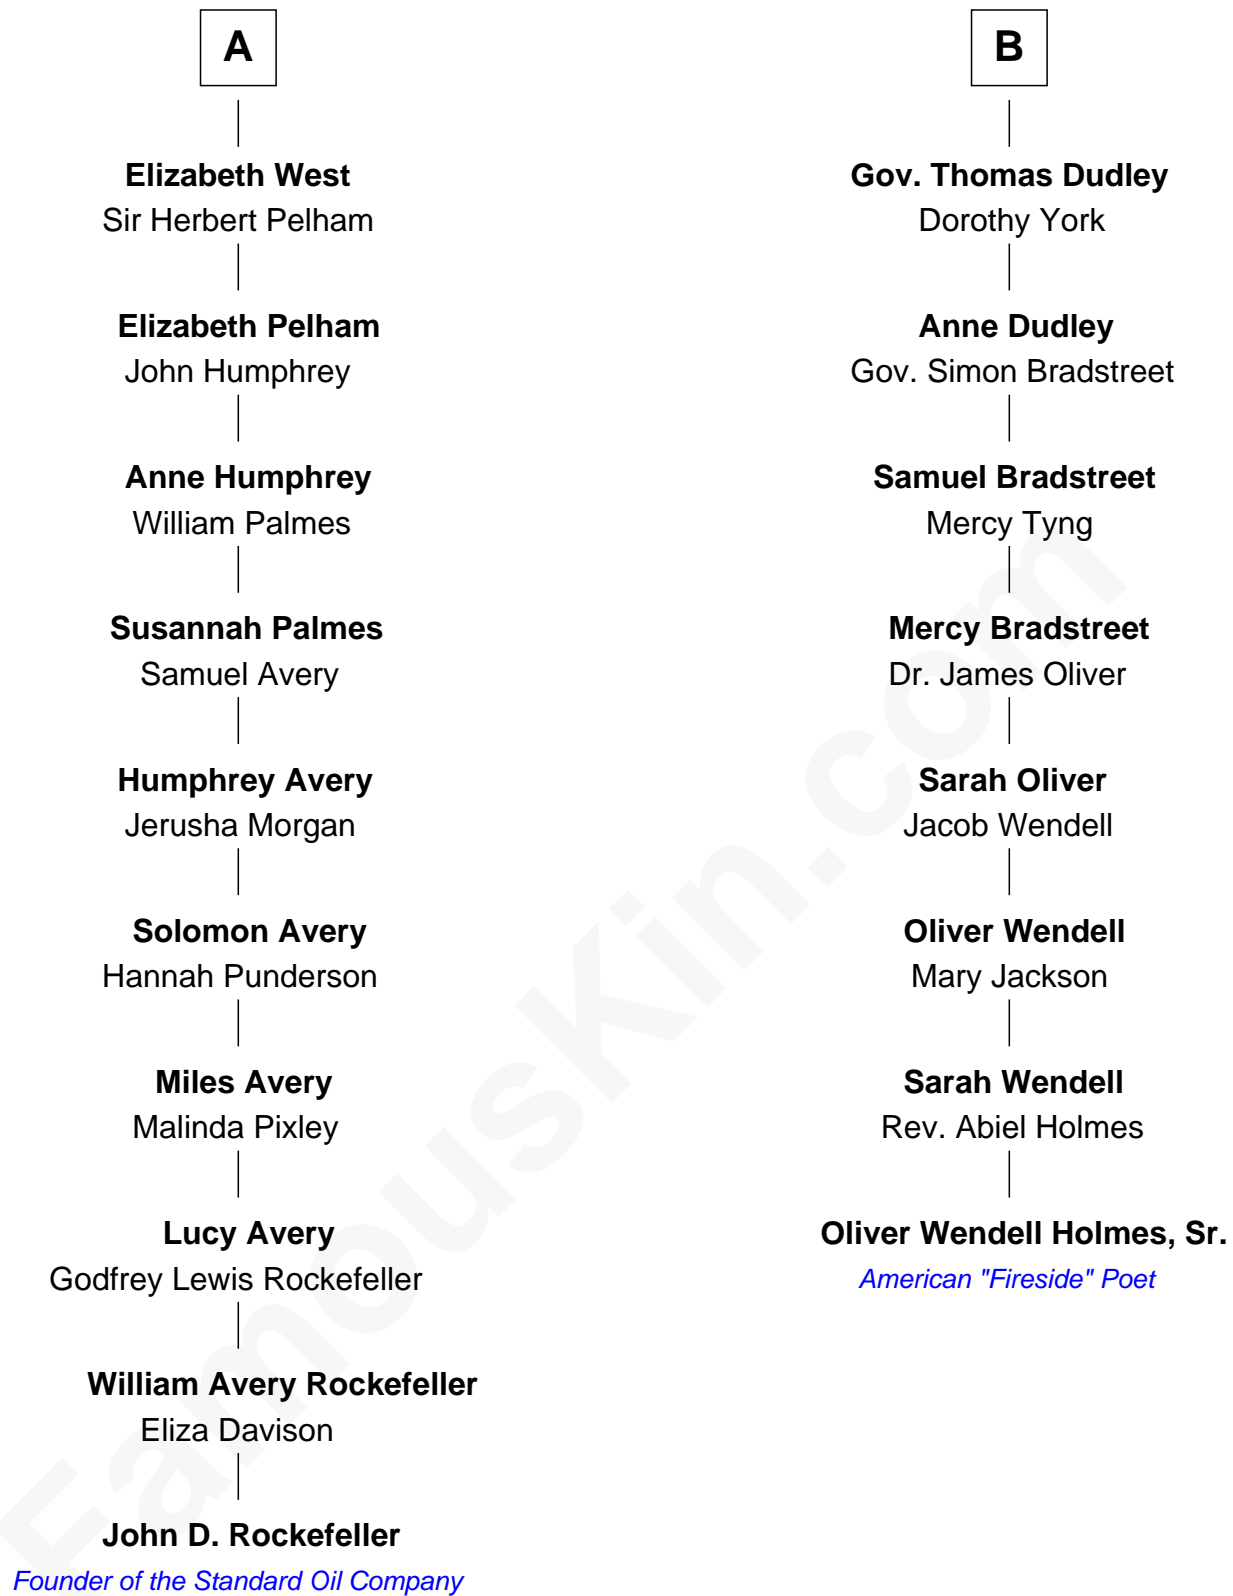 A
Elizabeth West
Sir Herbert Pelham
Elizabeth Pelham
John Humphrey
Anne Humphrey
William Palmes
Susannah Palmes
Samuel Avery
Humphrey Avery
Jerusha Morgan
Solomon Avery
Hannah Punderson
Miles Avery
Malinda Pixley
Lucy Avery
Godfrey Lewis Rockefeller
William Avery Rockefeller
Eliza Davison
John D. Rockefeller
Founder of the Standard Oil Company
B
Gov. Thomas Dudley
Dorothy York
Anne Dudley
Gov. Simon Bradstreet
Samuel Bradstreet
Mercy Tyng
Mercy Bradstreet
Dr. James Oliver
Sarah Oliver
Jacob Wendell
Oliver Wendell
Mary Jackson
Sarah Wendell
Rev. Abiel Holmes
Oliver Wendell Holmes, Sr.
American "Fireside" Poet
FamousKin.com